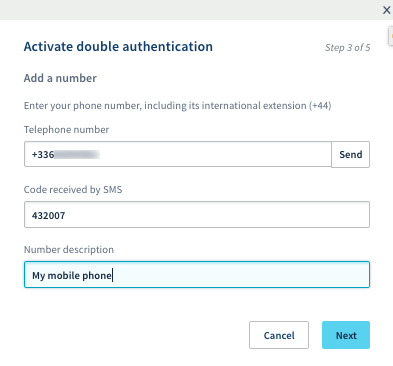 Activate double authentication
Step 3 of 5
Add a number
Enter your phone number, including its international extension (+44)
Telephone number
+336
Send
Code received by SMS
432007
Number description
My mobile phone
Cancel
Next